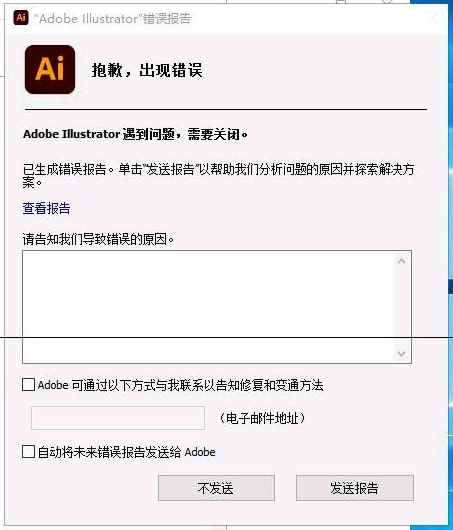 Ai "Adobe Illustrator"错误报告
Ai
抱歉，出现错误
Adobe Illustrator 遇到问题，需要关闭。
已生成错误报告。单击"发送报告"以帮助我们分析问题的原因并探索解决方
案。
查看报告
请告知我们导致错误的原因。
Adobe 可通过以下方式与我联系以告知修复和变通方法
（电子邮件地址）
自动将未来错误报告发送给 Adobe
不发送
发送报告